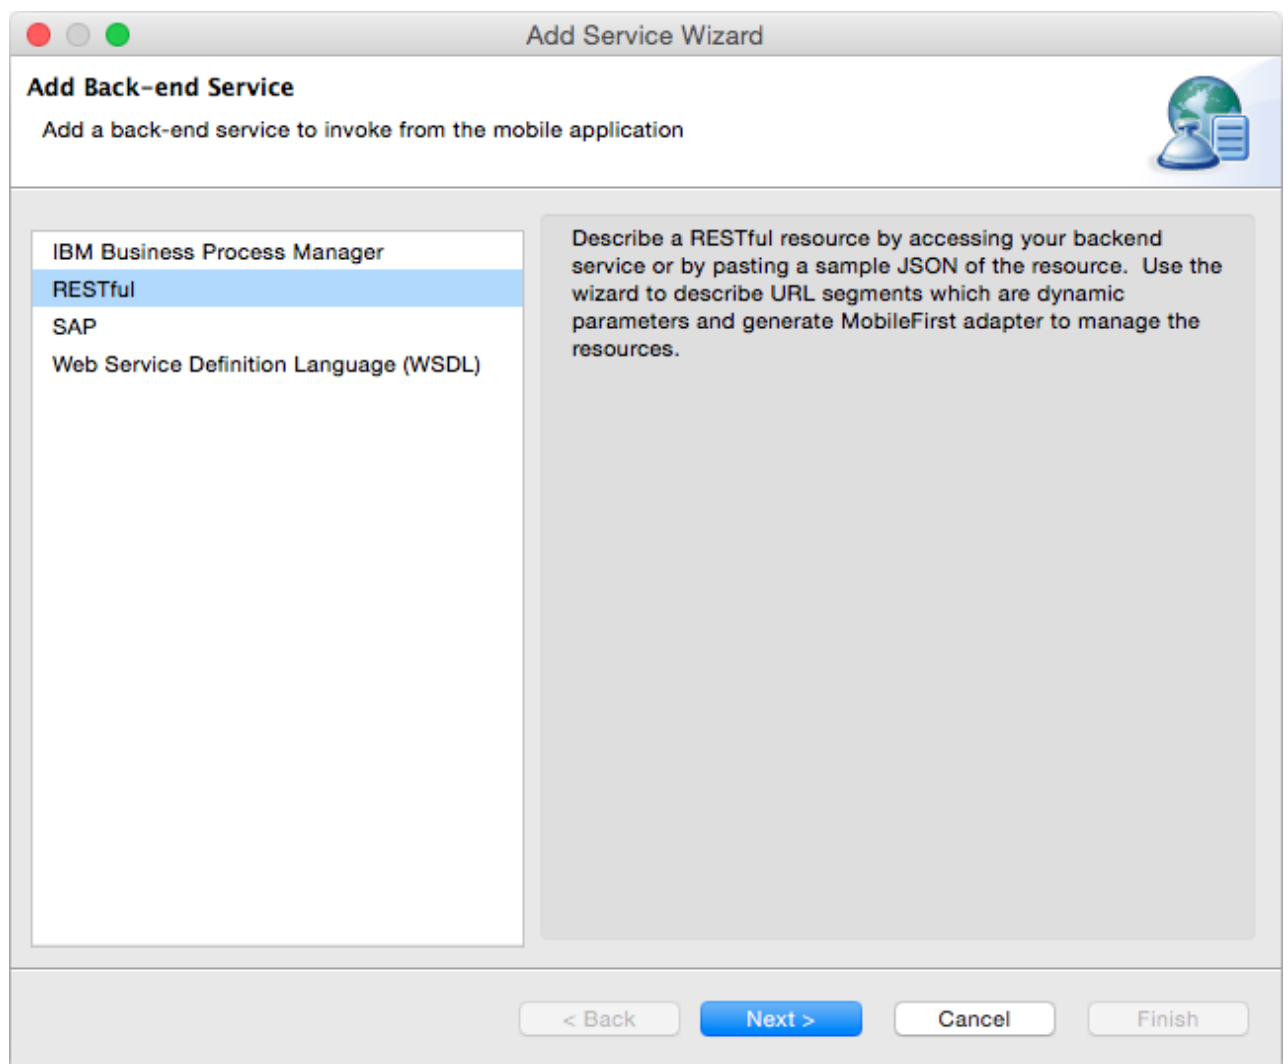 Add Service Wizard
Add Back-end Service
Add a back-end service to invoke from the mobile application
IBM Business Process Manager
RESTful
SAP
Web Service Definition Language (WSDL)
Describe a RESTful resource by accessing your backend
service or by pasting a sample JSON of the resource.  Use the
wizard to describe URL segments which are dynamic
parameters and generate MobileFirst adapter to manage the
resources.
< Back
Next >
Cancel
Finish